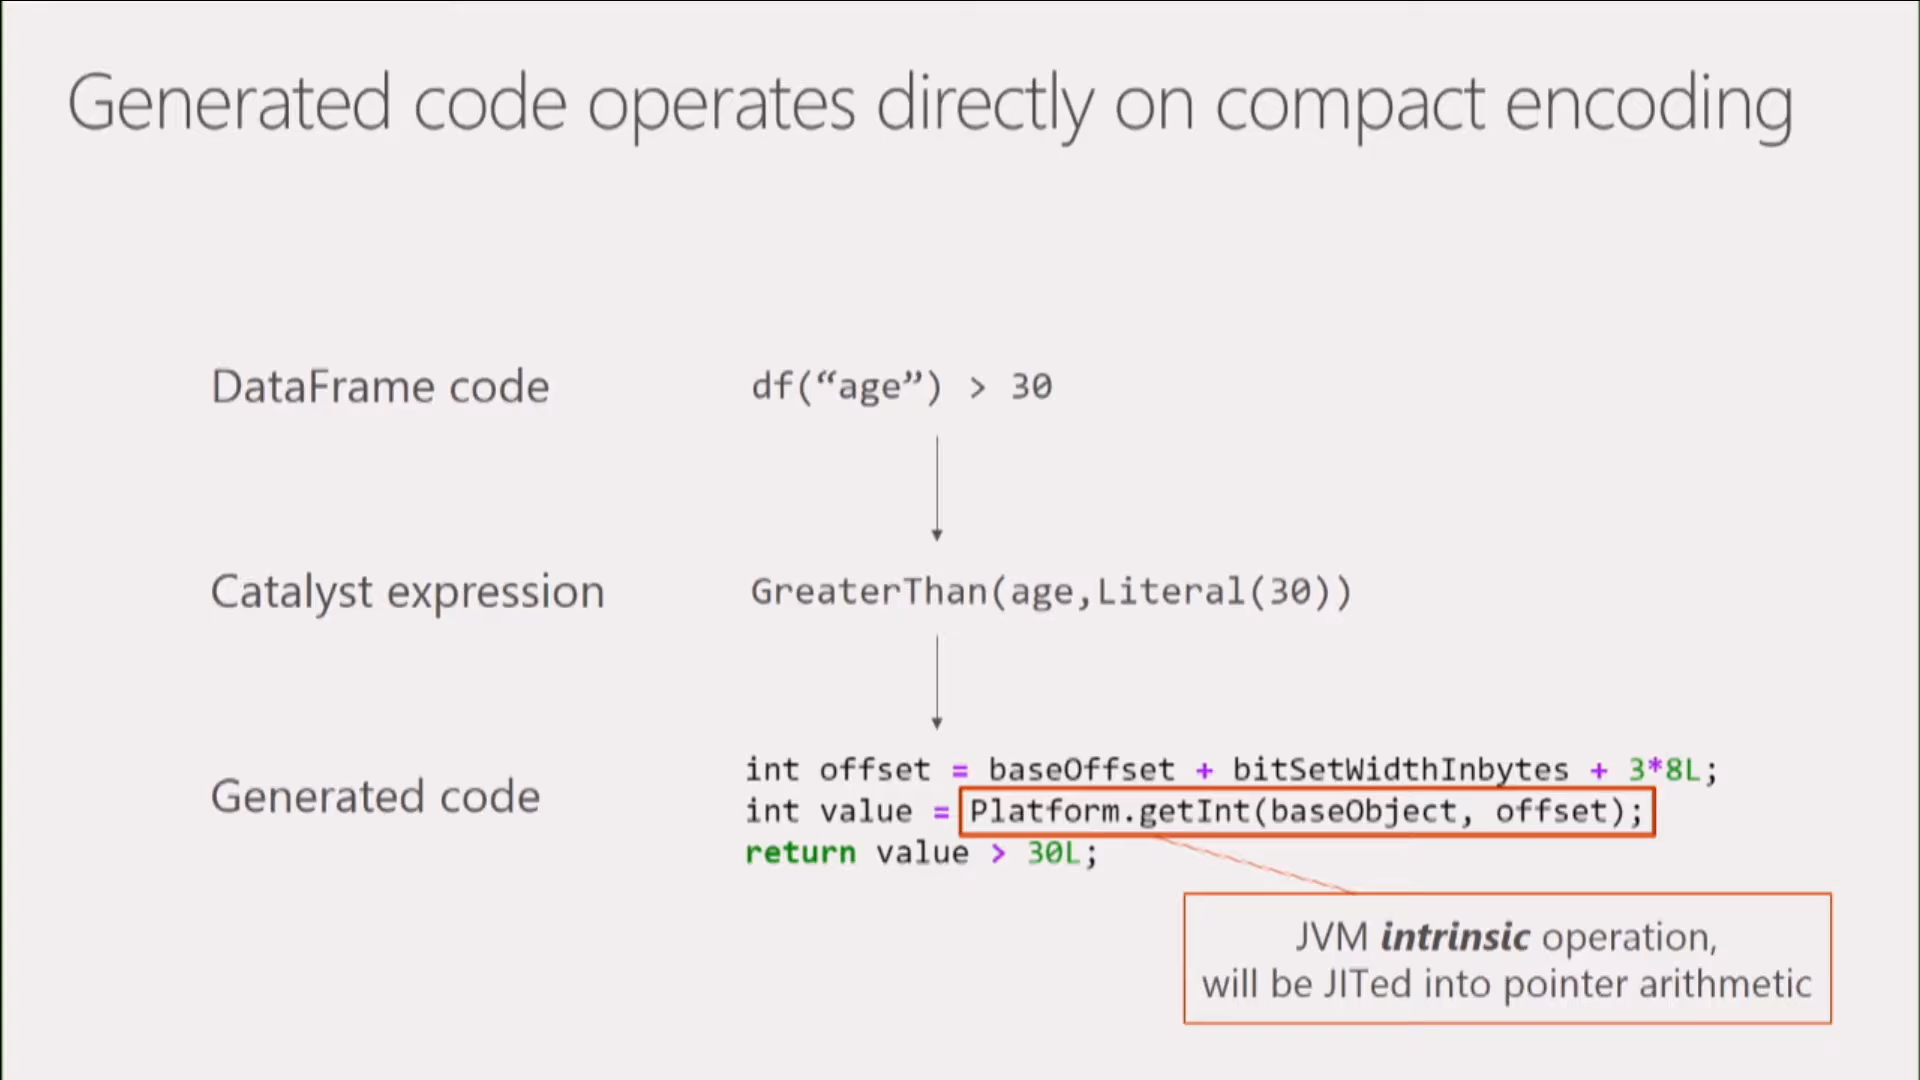 Generated code operates directly on compact encoding
DataFrame code
df(“age”) > 30
Catalyst expression
GreaterThan(age,Literal(30))
Generated code
int offset = baseOffset + bitSetWidthInbytes + 3*8L;
int value = Platform.getInt(baseObject, offset);
return value > 30L;
JVM intrinsic operation,
will be JITed into pointer arithmetic